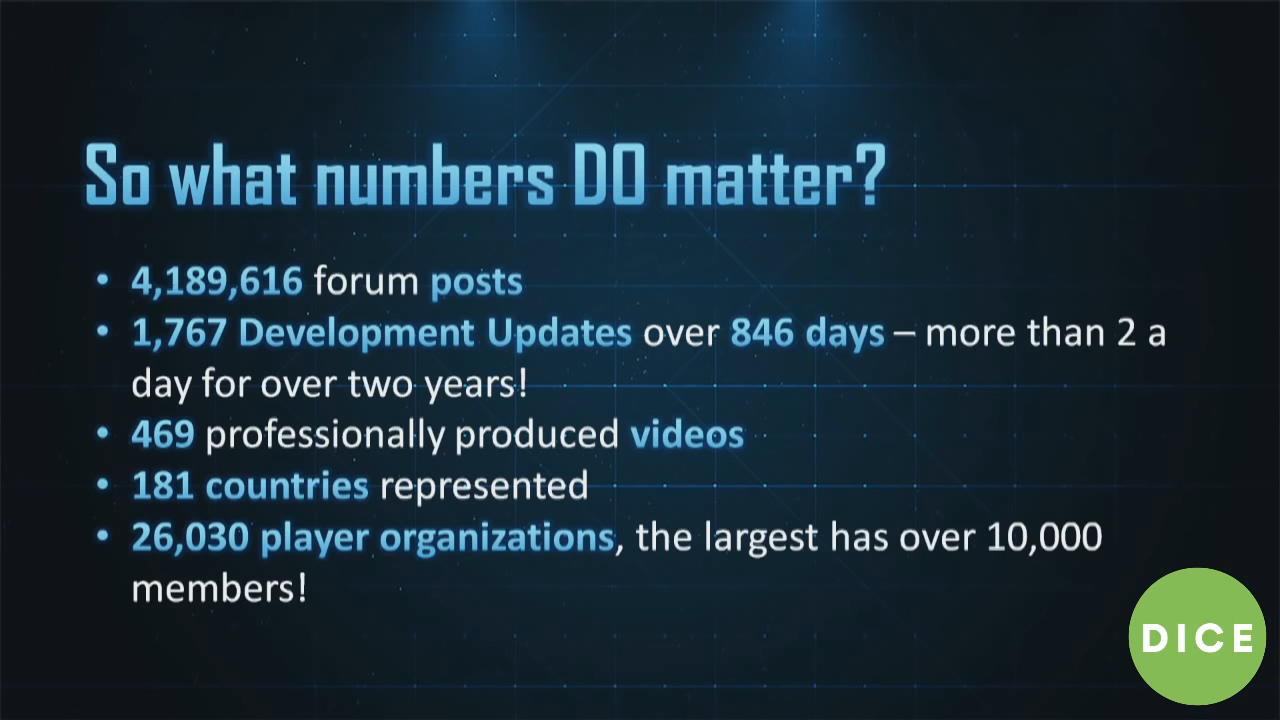 So what numbers DO matter?
• 4,189,616 forum posts
• 1,767 Development Updates over 846 days – more than 2 a
day for over two years!
• 469 professionally produced videos
• 181 countries represented
• 26,030 player organizations, the largest has over 10,000
members!
DICE